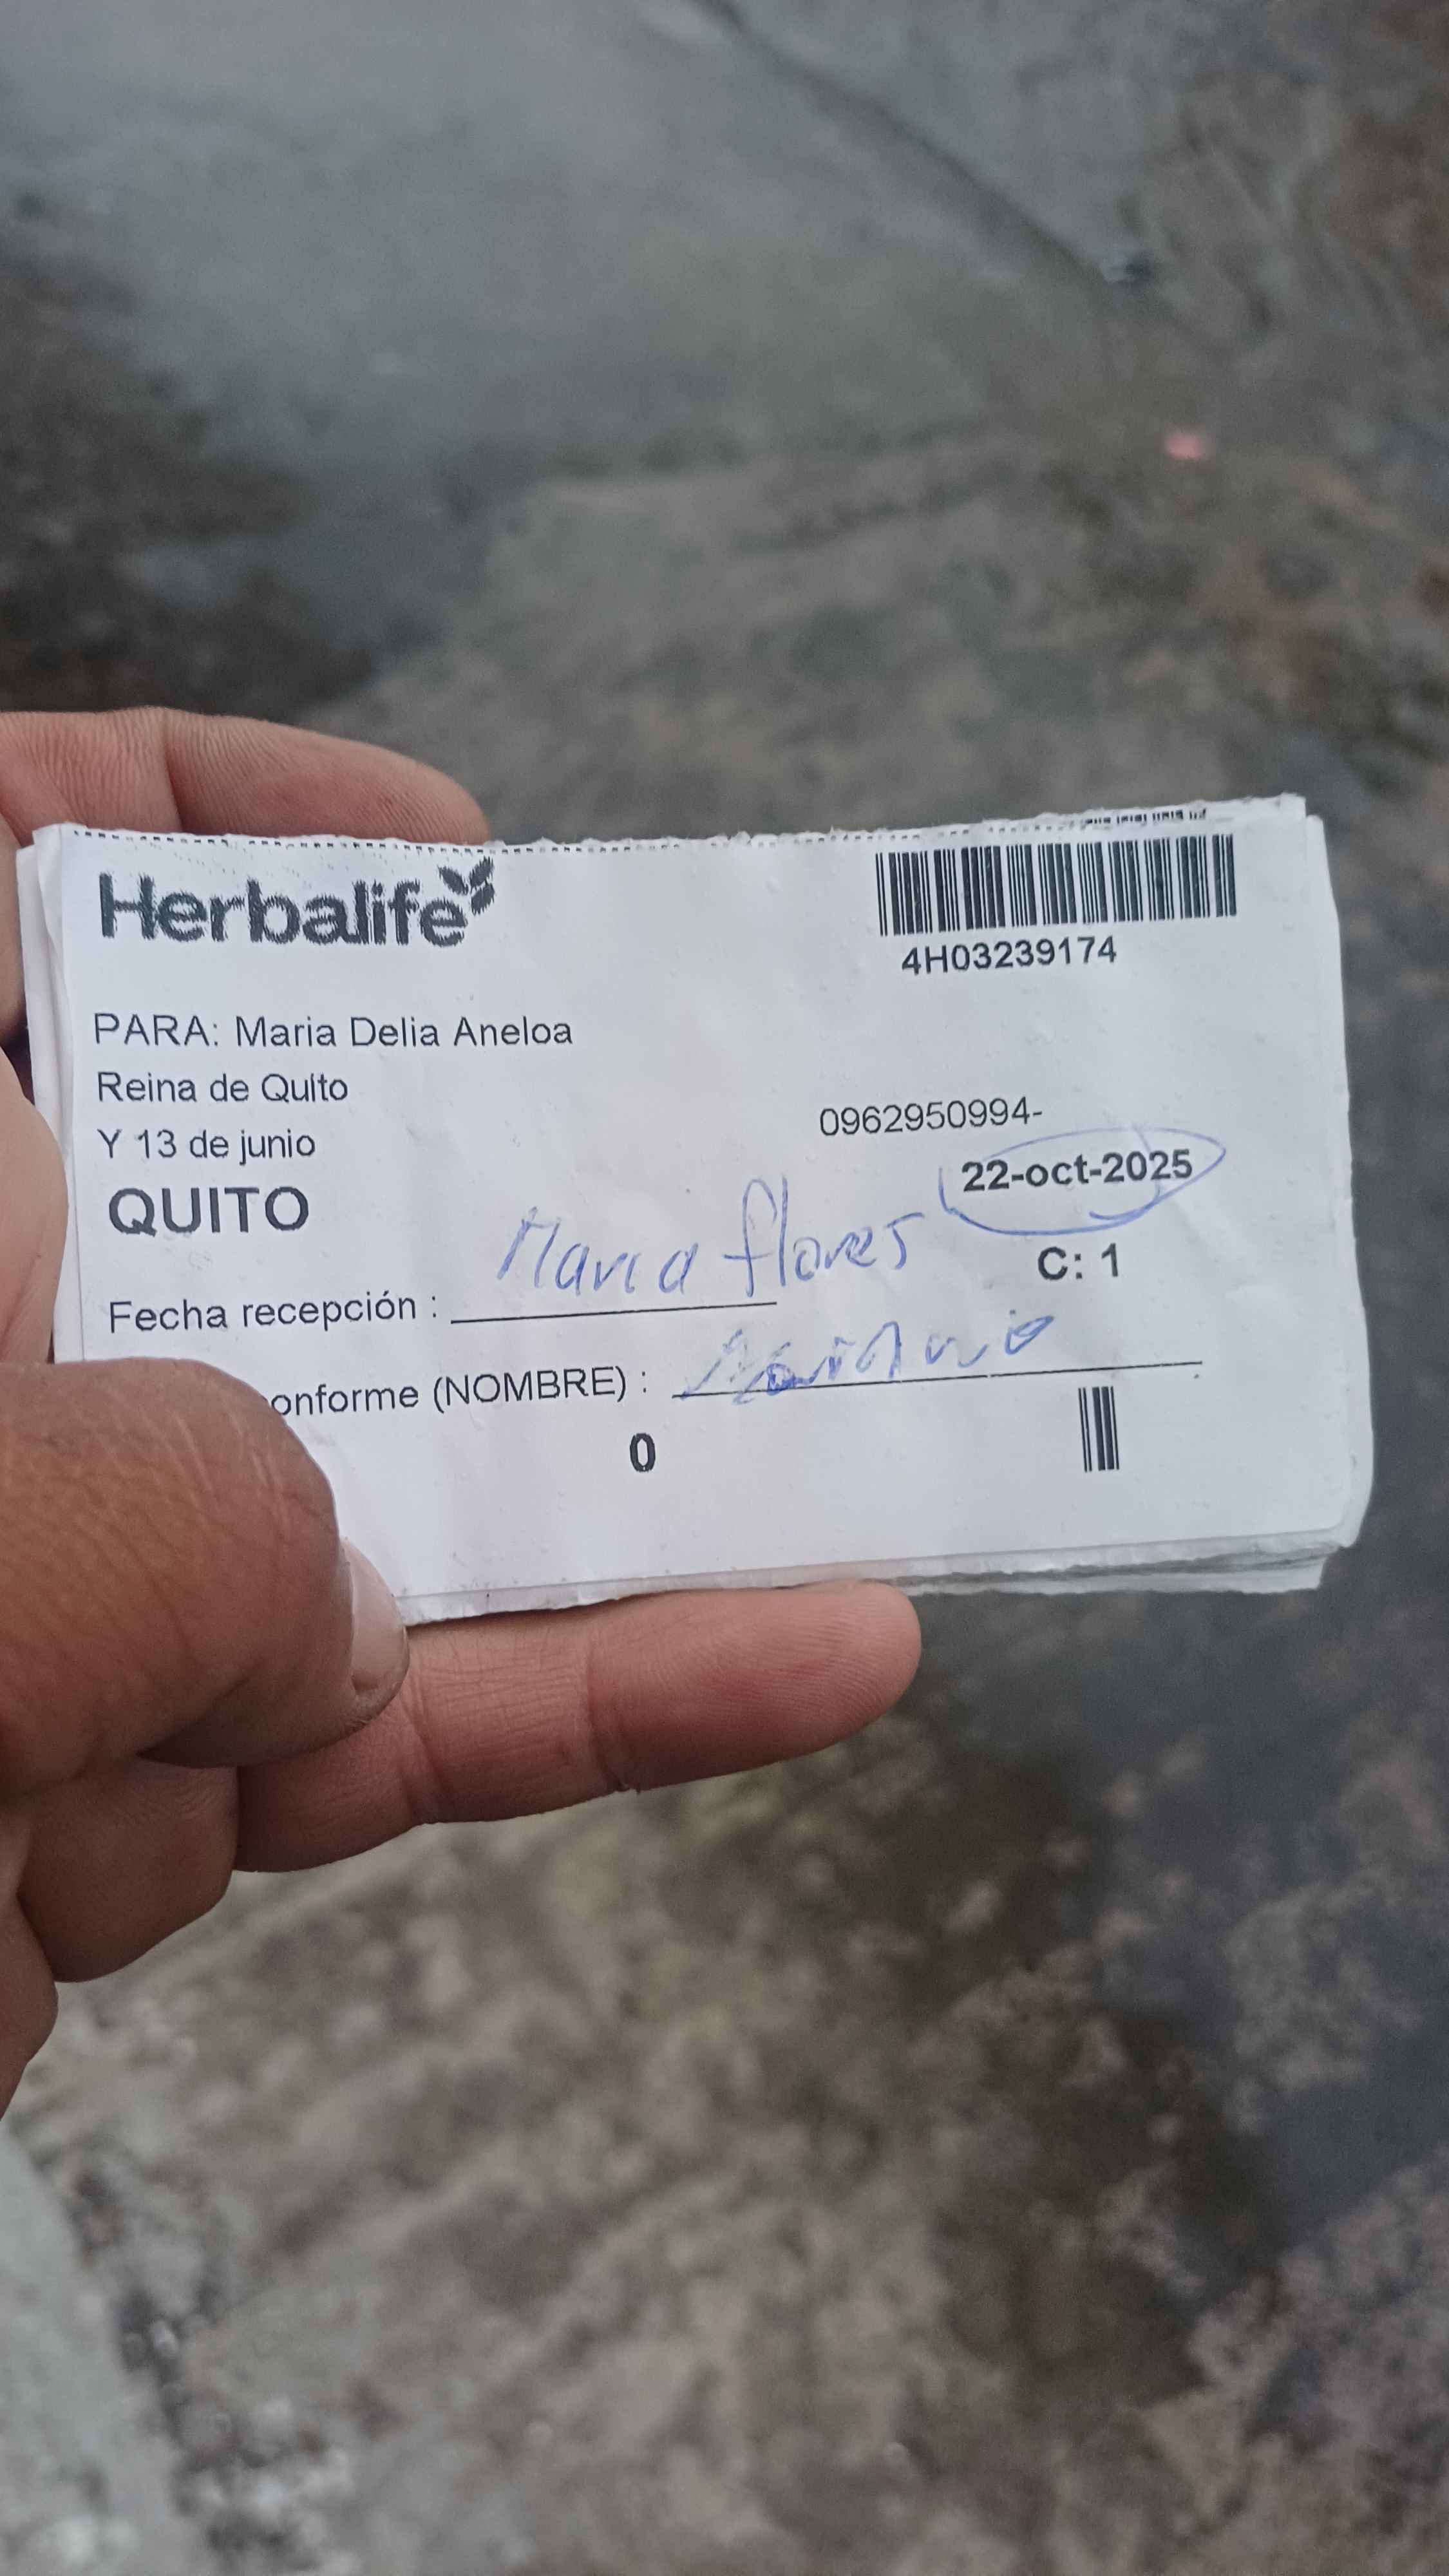 Herbalife
4H03239174
PARA: Maria Delia Aneloa
Reina de Quito
0962950994-
Y 13 de junio
22-oct-2025
QUITO
Maria flores
C: 1
Fecha recepción :
onforme (NOMBRE) :
0